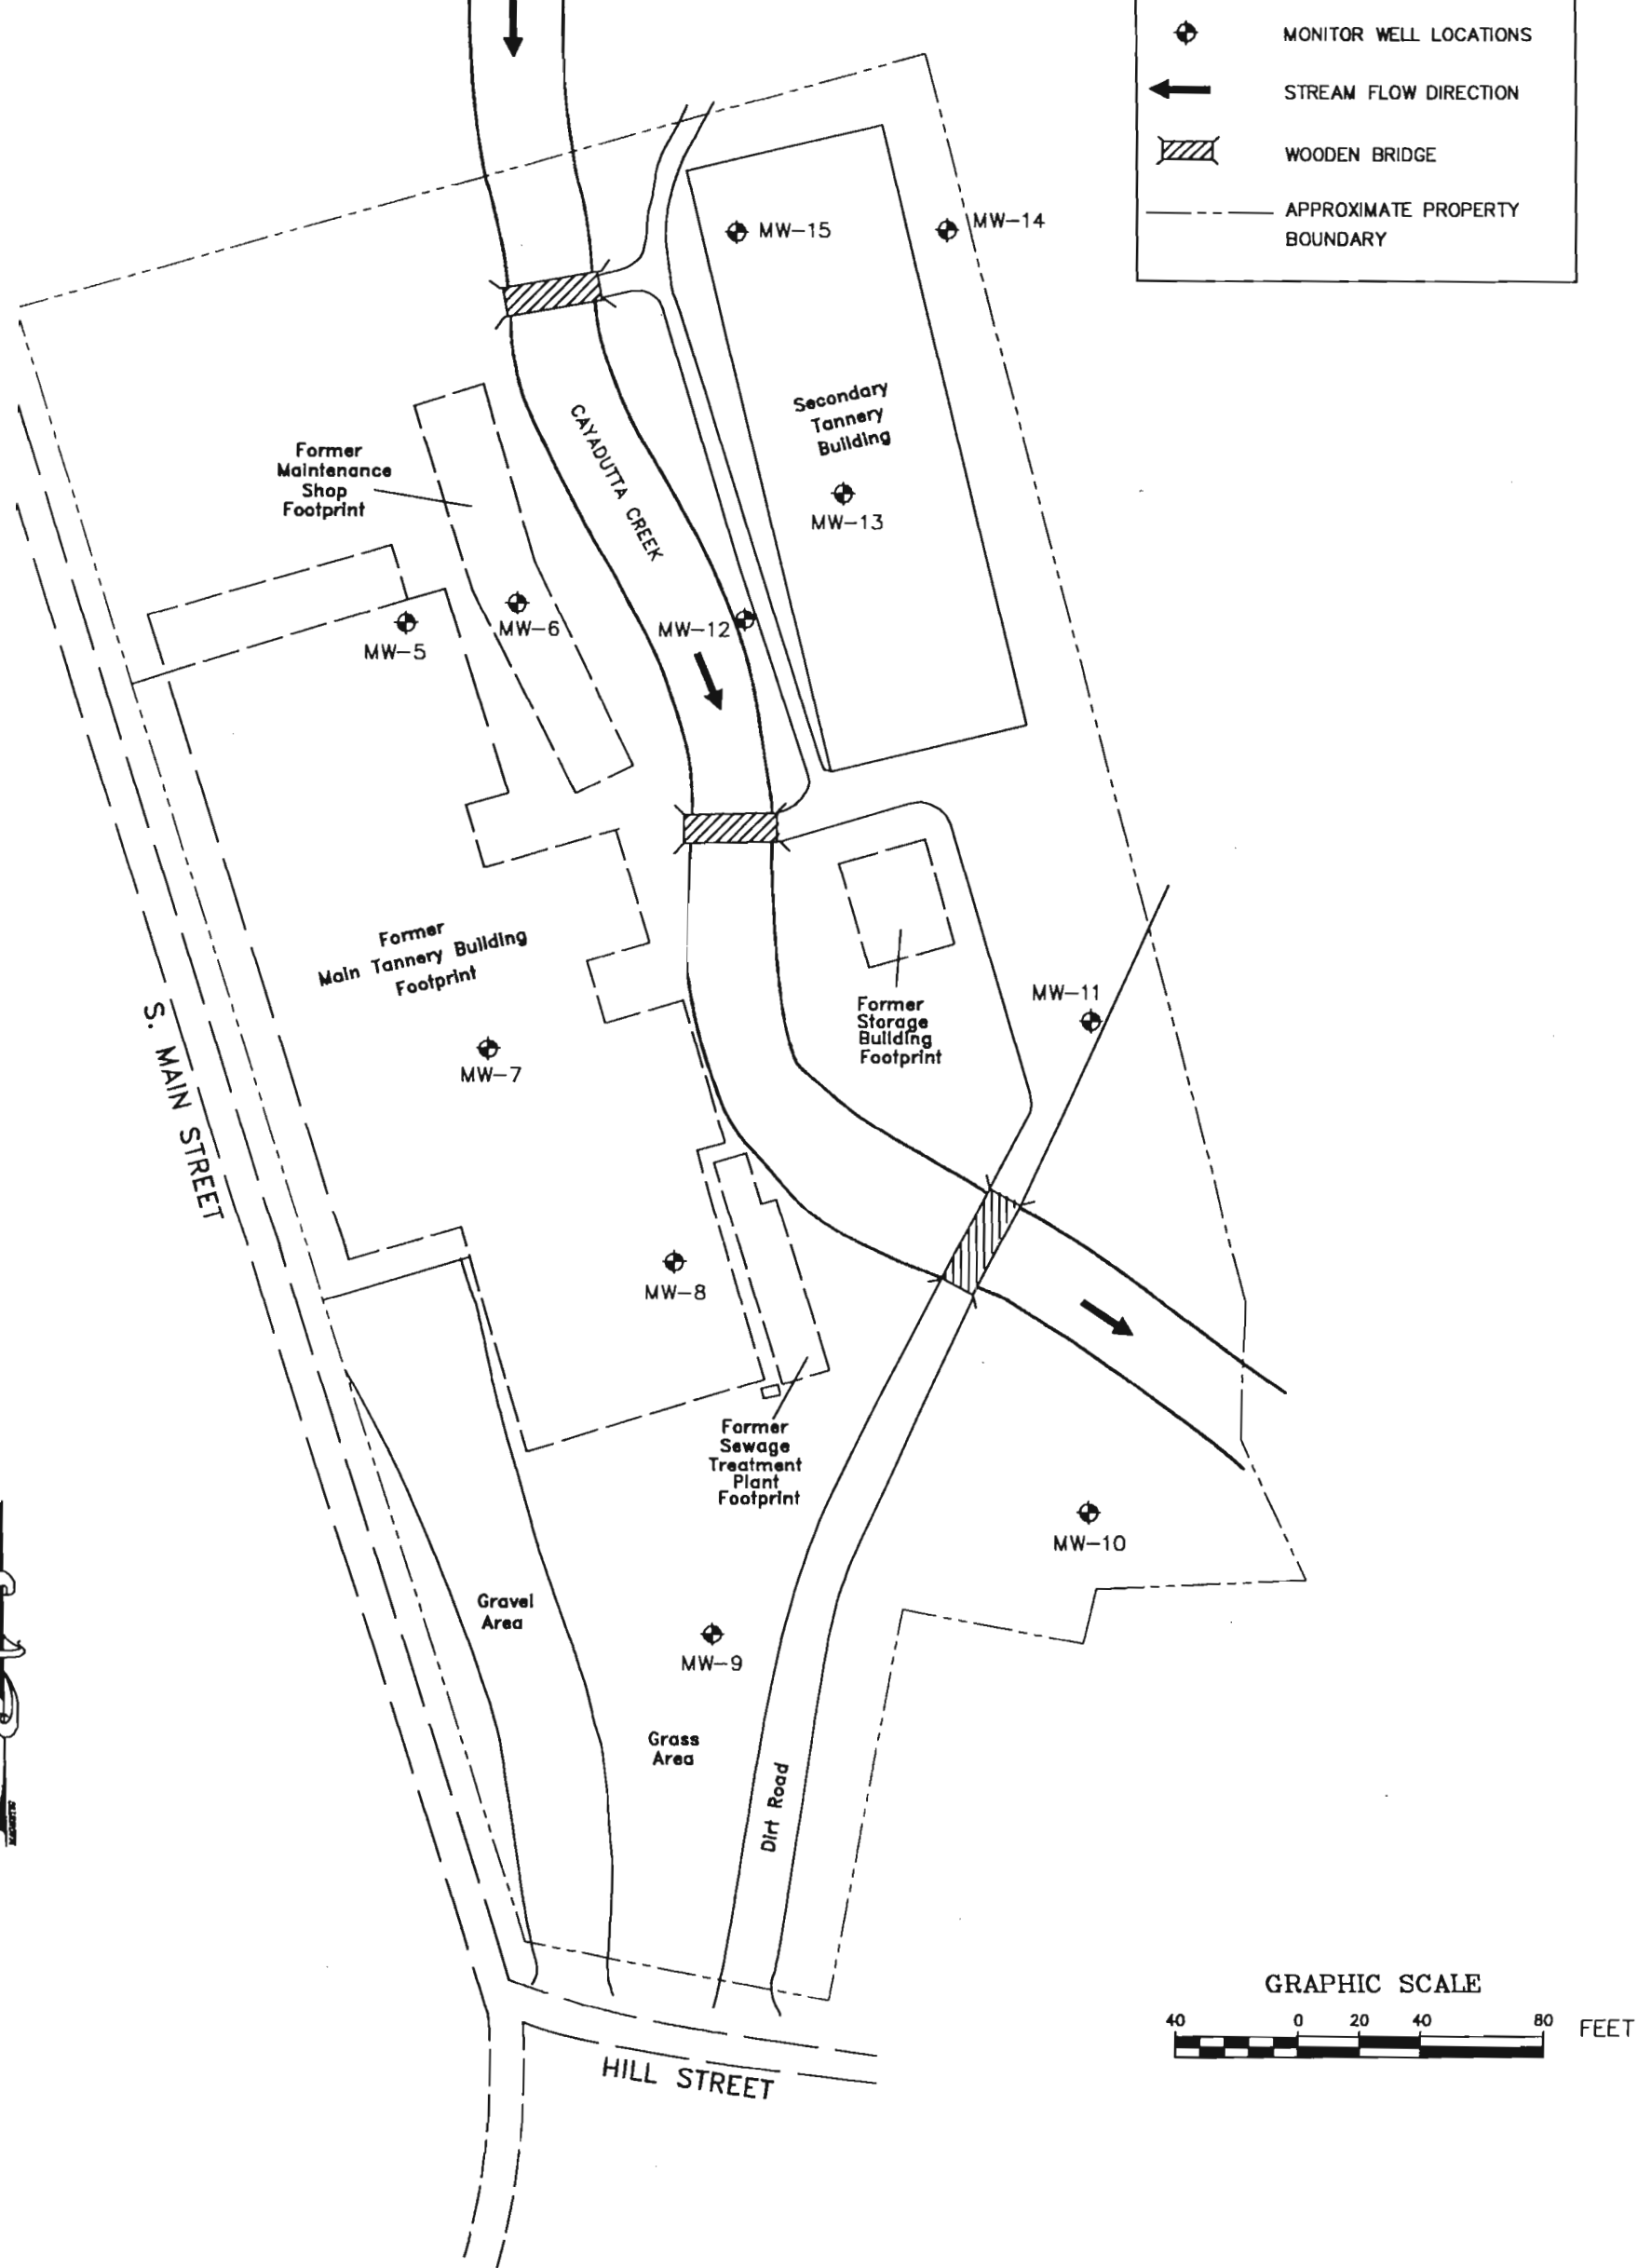 MONITOR WELL LOCATIONS
STREAM FLOW DIRECTION
WOODEN BRIDGE
APPROXIMATE PROPERTY
BOUNDARY
MW-15
MW-14
Secondary
Tannery
Building
MW-13
CAYADUTTA CREEK
Former
Maintenance
Shop
Footprint
MW-5
MW-6
MW-12
Former
Main Tannery Building
Footprint
MW-7
Former
Storage
Building
Footprint
MW-11
S. MAIN STREET
MW-8
Former
Sewage
Treatment
Plant
Footprint
MW-10
Gravel
Area
MW-9
Grass
Area
Dirt Road
HILL STREET
GRAPHIC SCALE
40 0 20 40 80 FEET